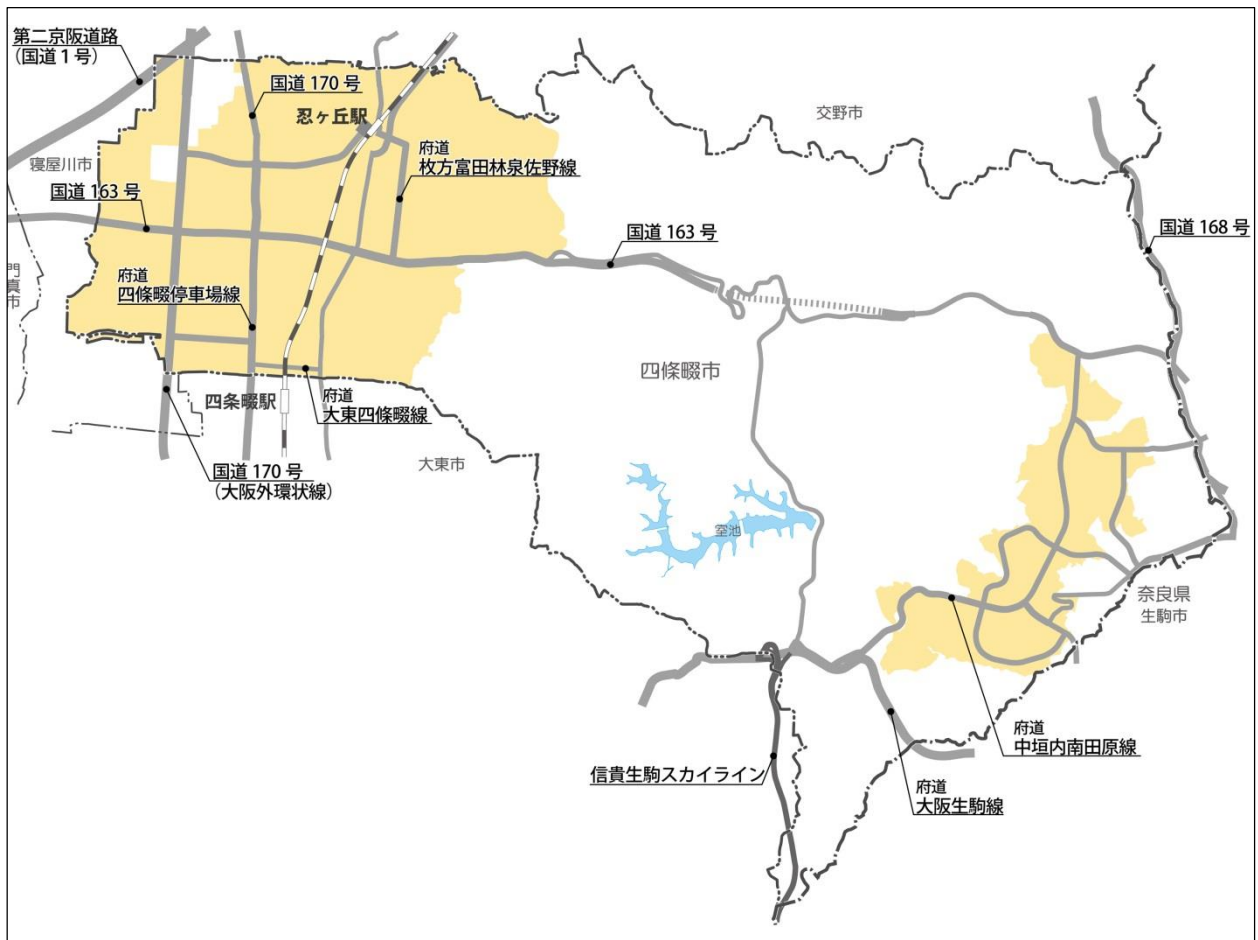 第二京阪道路
（国道１号）
国道 170 号
忍ヶ丘駅
交野市
府道
枚方富田林泉佐野線
寝屋川市
国道 163 号
国道 163 号
国道 168 号
門真市
府道
四條畷停車場線
四條畷市
四条畷駅
府道
大東四條畷線
大東市
国道 170 号
（大阪外環状線）
室池
奈良県
生駒市
府道
中垣内南田原線
信貴生駒スカイライン
府道
大阪生駒線